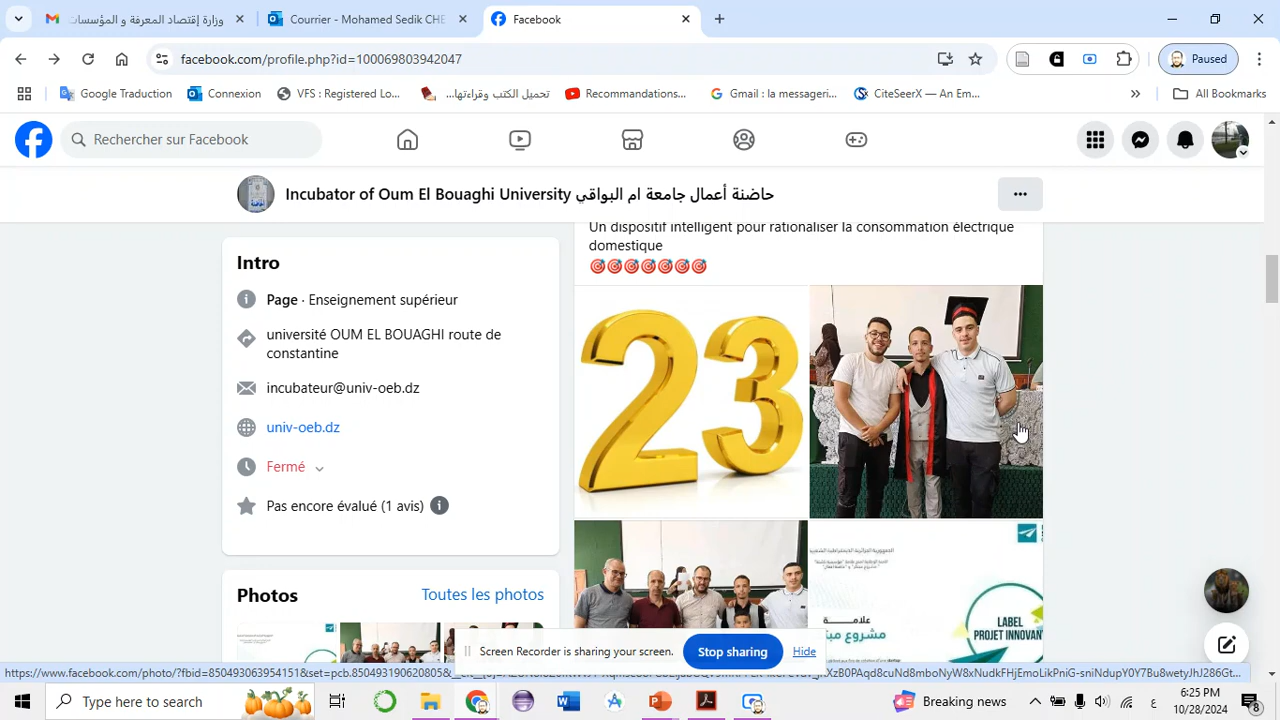 وزارة إقتصاد المعرفة و المؤسسات
Courrier - Mohamed Sedik CHE
Facebook
facebook.com/profile.php?id=100069803942047
Paused
Google Traduction
Connexion
VFS : Registered Lo...
تحميل الكتب وقراءتها...
Recommandations...
Gmail : la messageri...
CiteSeerX — An Em...
All Bookmarks
Rechercher sur Facebook
Incubator of Oum El Bouaghi University حاضنة أعمال جامعة ام البواقي
Un dispositif intelligent pour rationaliser la consommation électrique
domestique
🎯🎯🎯🎯🎯🎯🎯
Intro
Page · Enseignement supérieur
université OUM EL BOUAGHI route de
constantine
incubateur@univ-oeb.dz
univ-oeb.dz
Fermé
Pas encore évalué (1 avis)
Photos
Toutes les photos
23
LABEL
PROJET INNOVAN
علامـــة
Screen Recorder is sharing your screen.
Stop sharing
Hide
Type here to search
Breaking news
6:25 PM
10/28/2024
8